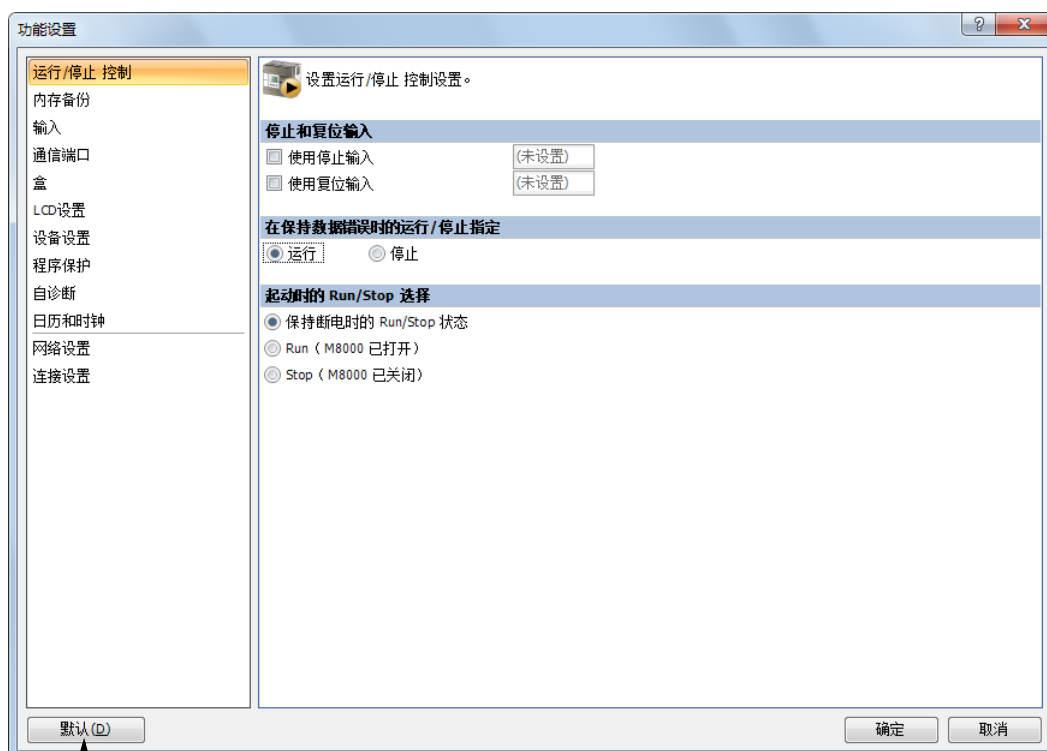 功能设置
运行/停止 控制
内存备份
输入
通信端口
盒
LCD设置
设备设置
程序保护
自诊断
日历和时钟
网络设置
连接设置
设置运行/停止 控制设置。
停止和复位输入
使用停止输入 (未设置)
使用复位输入 (未设置)
在保持数据错误时的运行/停止指定
运行 停止
起动时的 Run/Stop 选择
保持断电时的 Run/Stop 状态
Run ( M8000 已打开)
Stop ( M8000 已关闭)
默认(D) 确定 取消